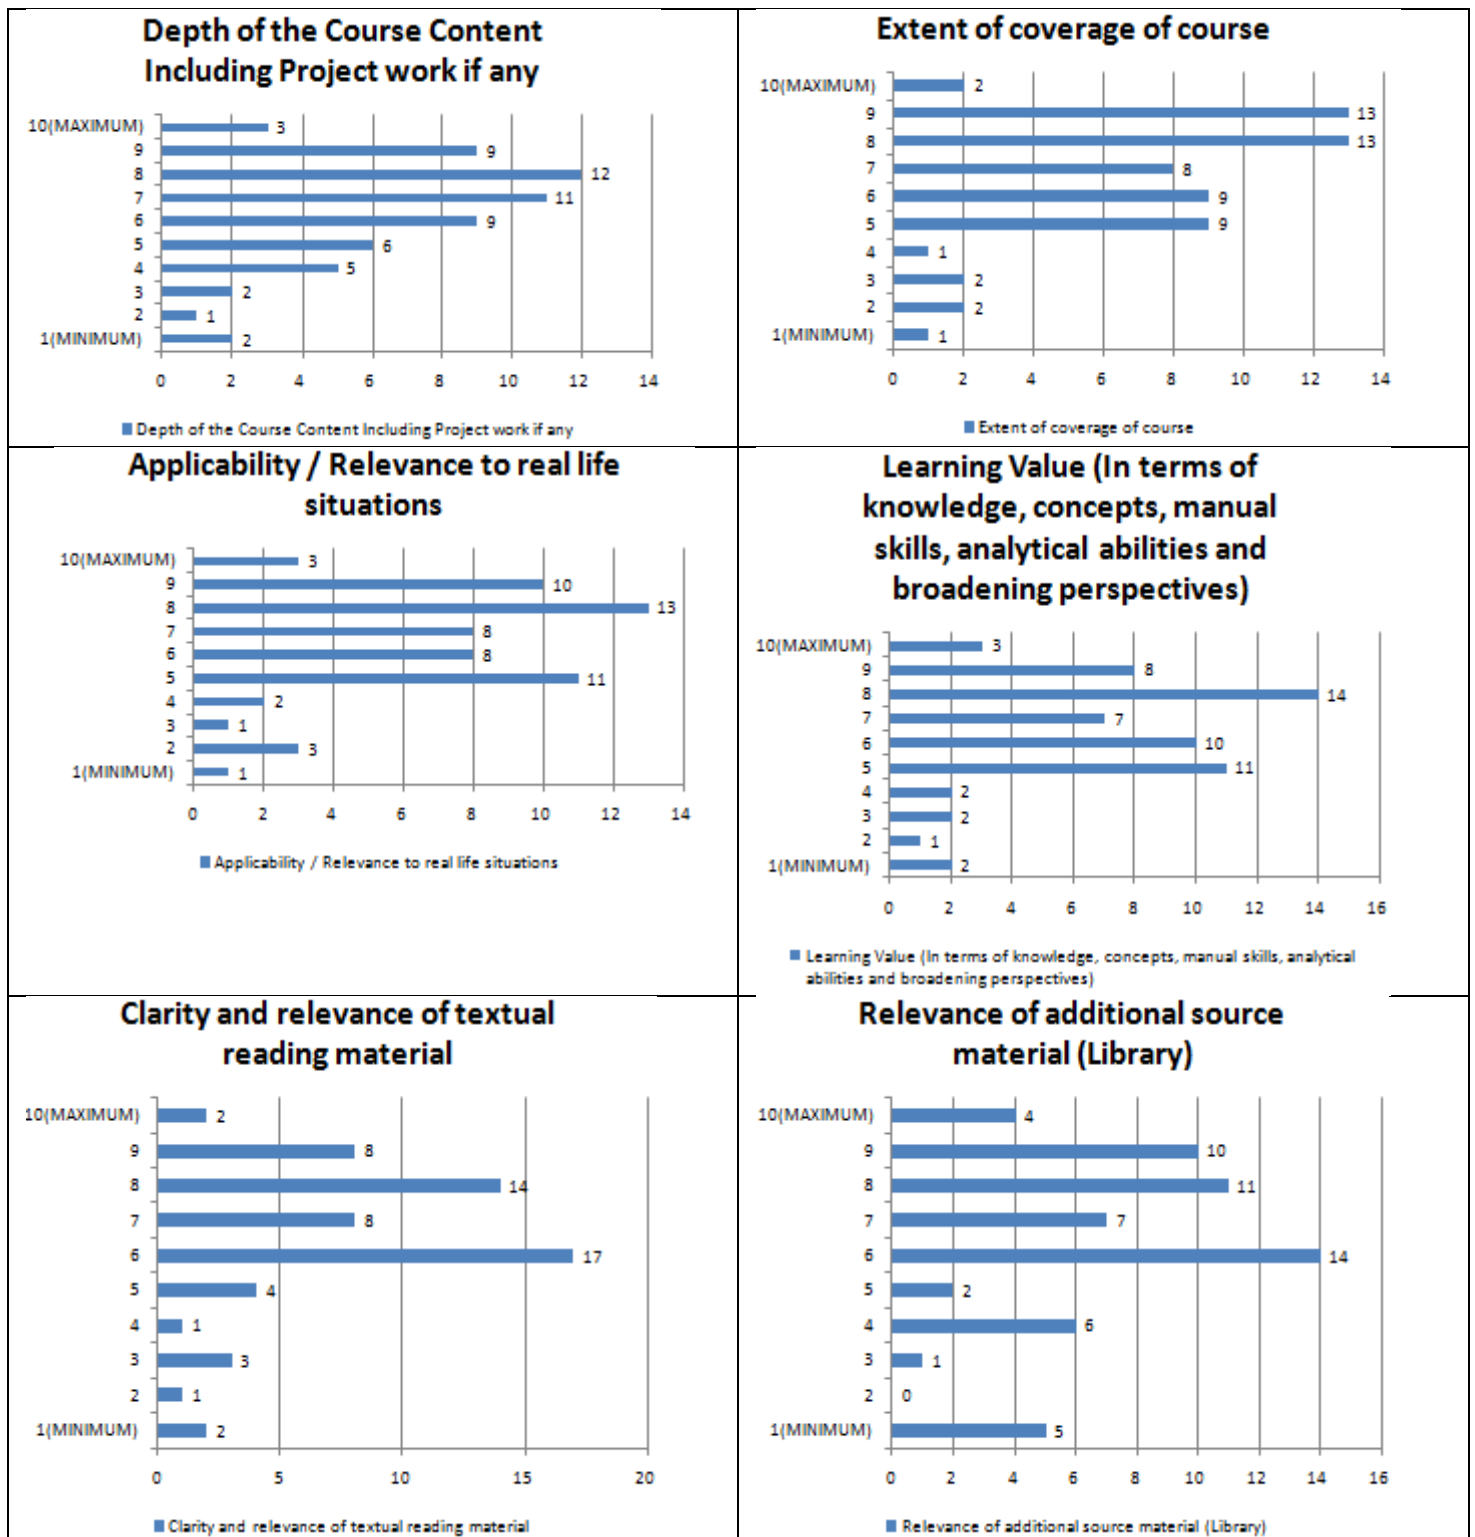 Depth of the Course Content
Including Project work if any
10(MAXIMUM) 3
9 9
8 12
7 11
6 9
5 6
4 5
3 2
2 1
1(MINIMUM) 2
0 2 4 6 8 10 12 14
Depth of the Course Content Including Project work if any
Extent of coverage of course
10(MAXIMUM) 2
9 13
8 13
7 8
6 9
5 9
4 1
3 2
2 2
1(MINIMUM) 1
0 2 4 6 8 10 12 14
Extent of coverage of course
Applicability / Relevance to real life
situations
10(MAXIMUM) 3
9 10
8 13
7 8
6 8
5 11
4 2
3 1
2 3
1(MINIMUM) 1
0 2 4 6 8 10 12 14
Applicability / Relevance to real life situations
Learning Value (In terms of
knowledge, concepts, manual
skills, analytical abilities and
broadening perspectives)
10(MAXIMUM) 3
9 8
8 14
7 7
6 10
5 11
4 2
3 2
2 1
1(MINIMUM) 2
0 2 4 6 8 10 12 14 16
Learning Value (In terms of knowledge, concepts, manual skills, analytical
abilities and broadening perspectives)
Clarity and relevance of textual
reading material
10(MAXIMUM) 2
9 8
8 14
7 8
6 17
5 4
4 1
3 3
2 1
1(MINIMUM) 2
0 5 10 15 20
Clarity and relevance of textual reading material
Relevance of additional source
material (Library)
10(MAXIMUM) 4
9 10
8 11
7 7
6 14
5 2
4 6
3 1
2 0
1(MINIMUM) 5
0 2 4 6 8 10 12 14 16
Relevance of additional source material (Library)